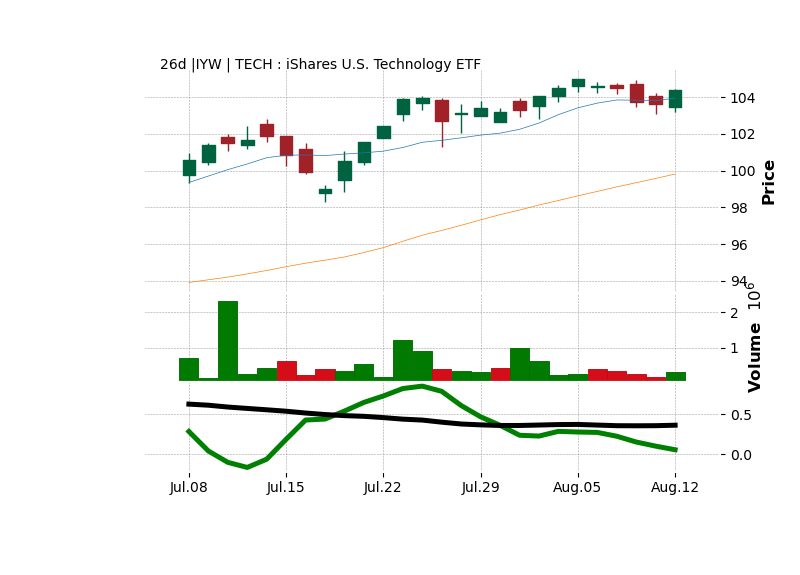 26d |IYW | TECH : iShares U.S. Technology ETF
104
102
100
98
96
94
Price
2
1
Volume 10^6
0.5
0.0
Jul.08 Jul.15 Jul.22 Jul.29 Aug.05 Aug.12